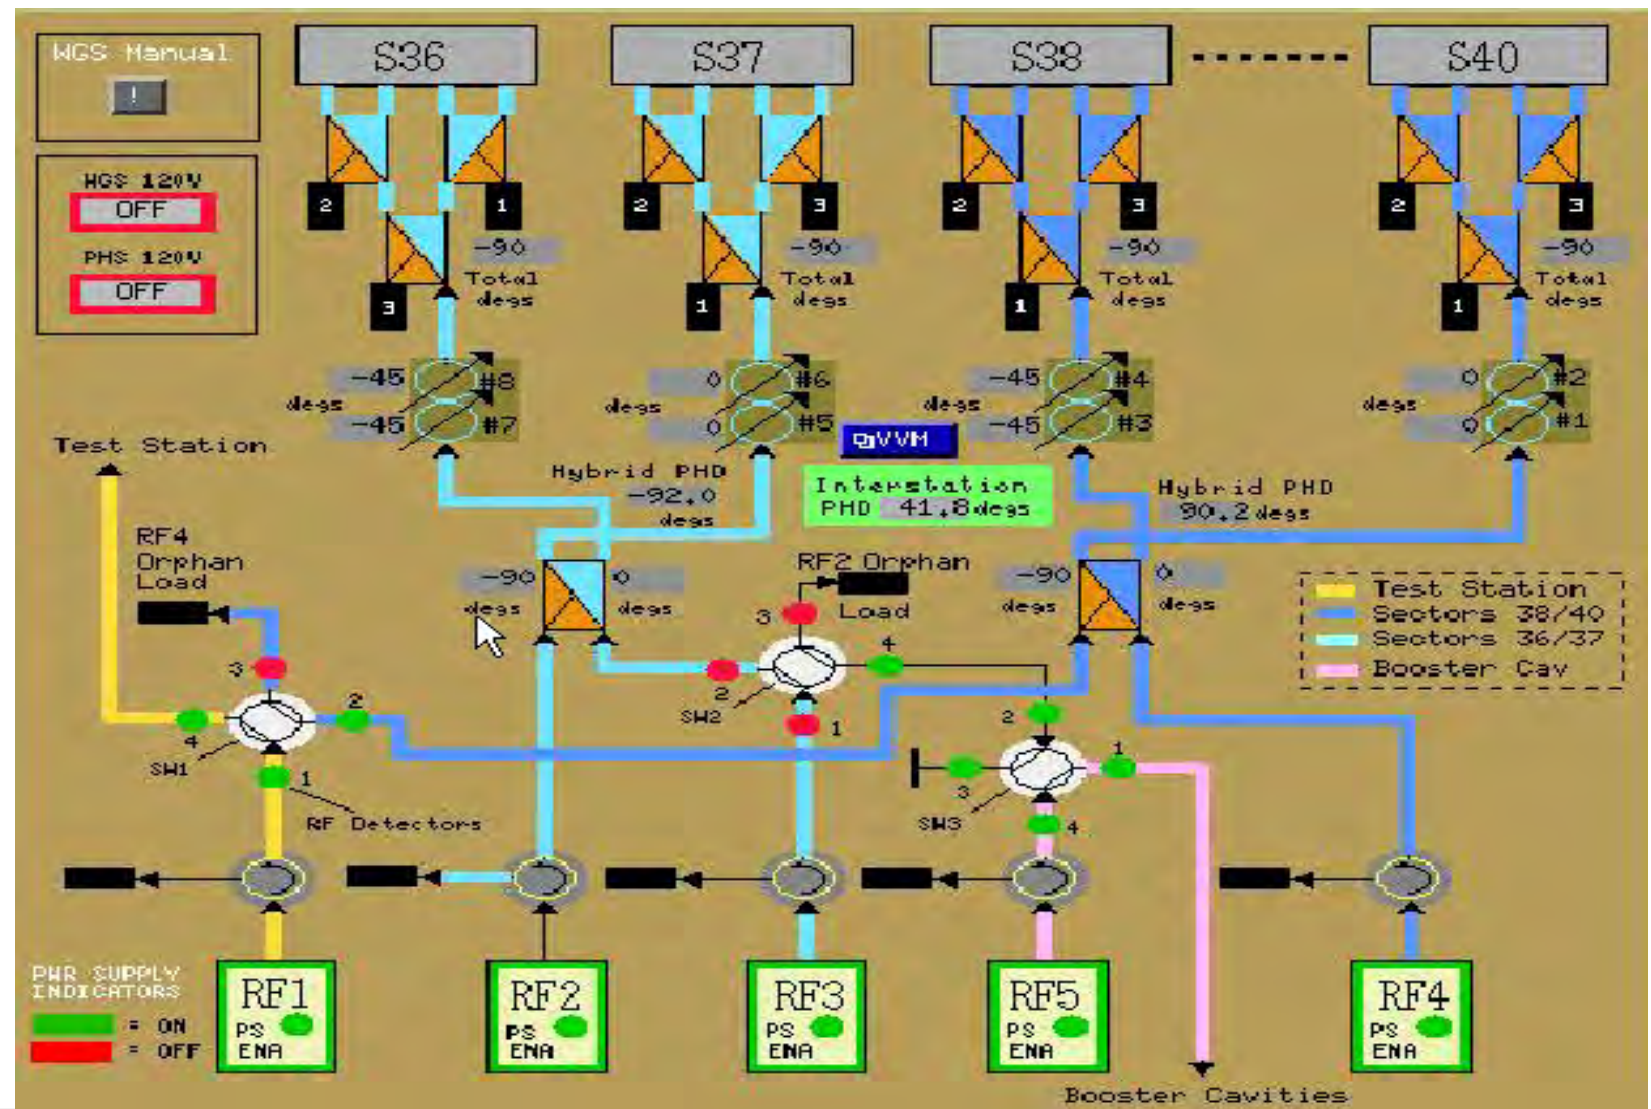 WGS Manual
!
WGS 120V
OFF
PHS 120V
OFF
S36
S37
S38
S40
2
1
2
3
2
3
2
3
-90
Total
degs
-90
Total
degs
-90
Total
degs
-90
Total
degs
3
1
1
1
-45
#8
degs
-45
#7
0
#6
degs
0
#5
-45
#4
degs
-45
#3
0
#2
degs
0
#1
VVM
Test Station
Hybrid PHD
-92.0
degs
Interstation
PHD 41.8degs
Hybrid PHD
90.2degs
RF4
Orphan
Load
-90
degs
0
degs
RF2 Orphan
Load
-90
degs
0
degs
Test Station
Sectors 38/40
Sectors 36/37
Booster Cav
3
2
4
SW1
1
RF Detectors
3
4
2
SW2
1
2
1
3
SW3
4
PWR SUPPLY
INDICATORS
= ON
= OFF
RF1
PS
ENA
RF2
PS
ENA
RF3
PS
ENA
RF5
PS
ENA
RF4
PS
ENA
Booster Cavities